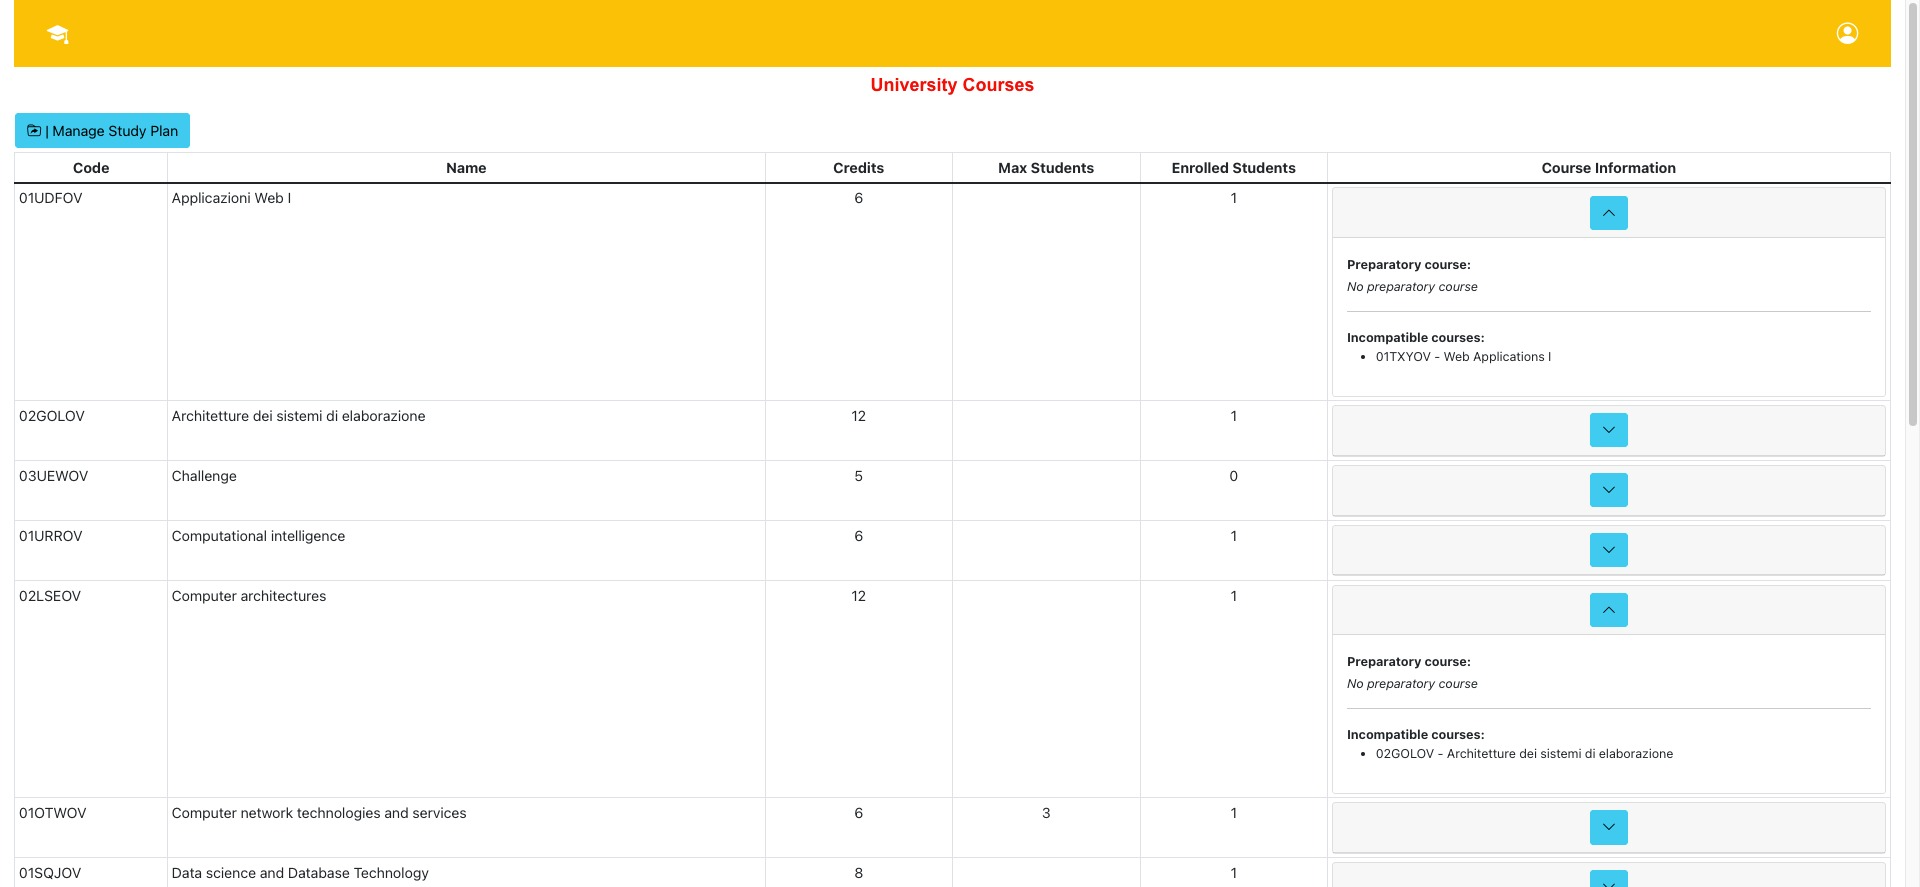 University Courses
| Manage Study Plan
Code Name Credits Max Students Enrolled Students Course Information
01UDFOV Applicazioni Web I 6 1
Preparatory course:
No preparatory course
Incompatible courses:
• 01TXYOV - Web Applications I
02GOLOV Architetture dei sistemi di elaborazione 12 1
03UEWOV Challenge 5 0
01URROV Computational intelligence 6 1
02LSEOV Computer architectures 12 1
Preparatory course:
No preparatory course
Incompatible courses:
• 02GOLOV - Architetture dei sistemi di elaborazione
01OTWOV Computer network technologies and services 6 3 1
01SQJOV Data science and Database Technology 8 1